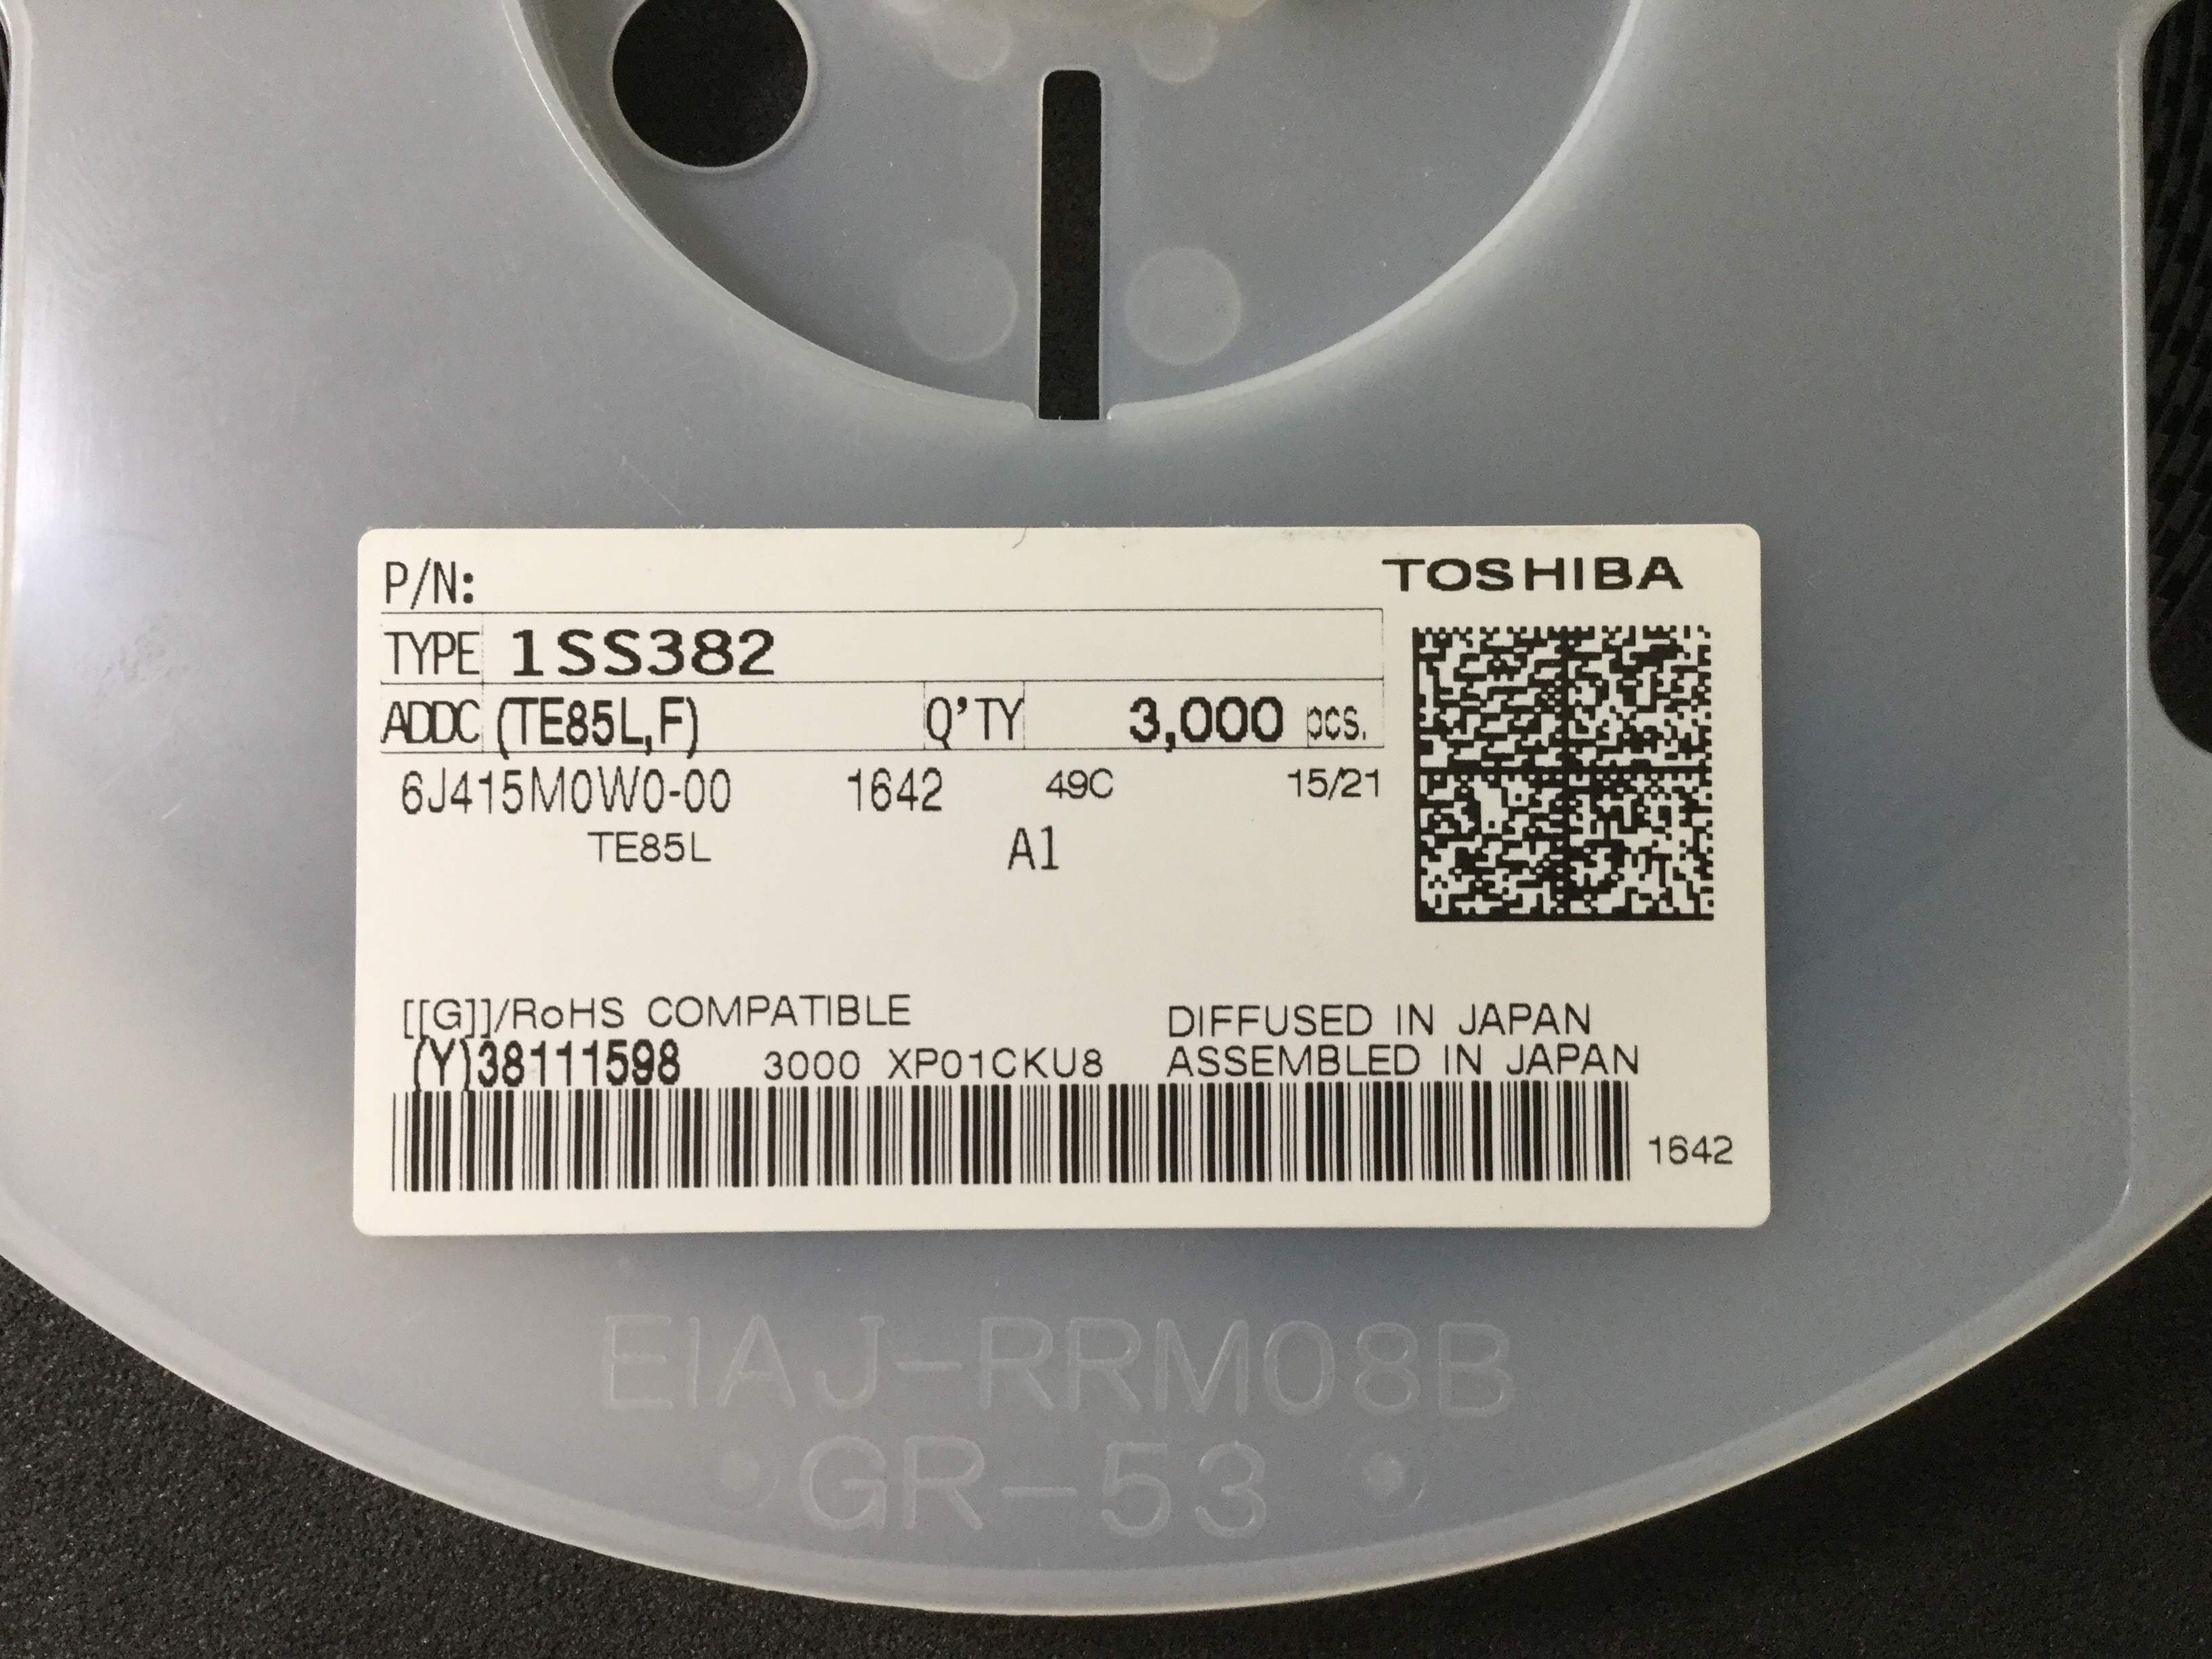 P/N:
TOSHIBA
TYPE 1SS382
ADDC (TE85L,F) Q'TY 3,000 pcs.
6J415M0W0-00 1642 49C 15/21
TE85L A1
[[G]]/RoHS COMPATIBLE DIFFUSED IN JAPAN
(Y)38111598 3000 XP01CKU8 ASSEMBLED IN JAPAN
1642
EIAJ-RRM08B
GR-53